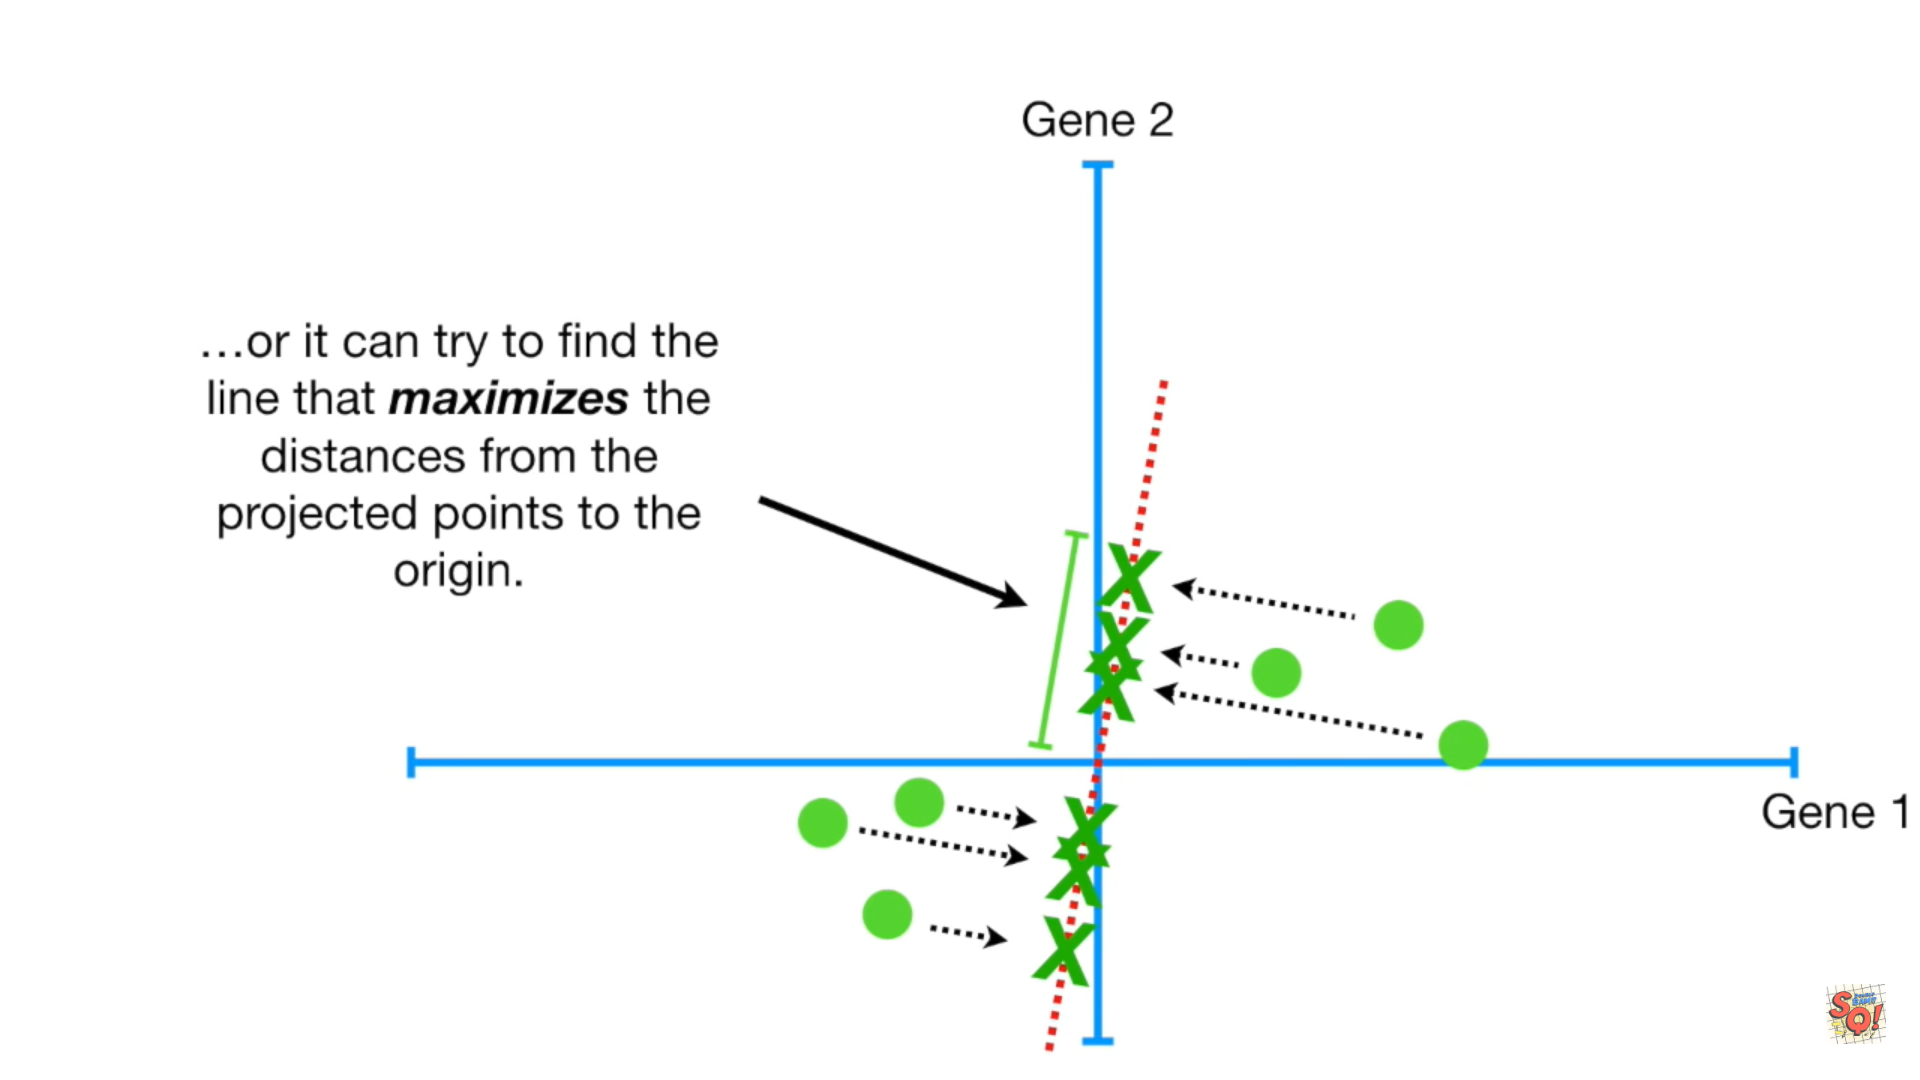 Gene 2
...or it can try to find the
line that maximizes the
distances from the
projected points to the
origin.
Gene 1
SQ!